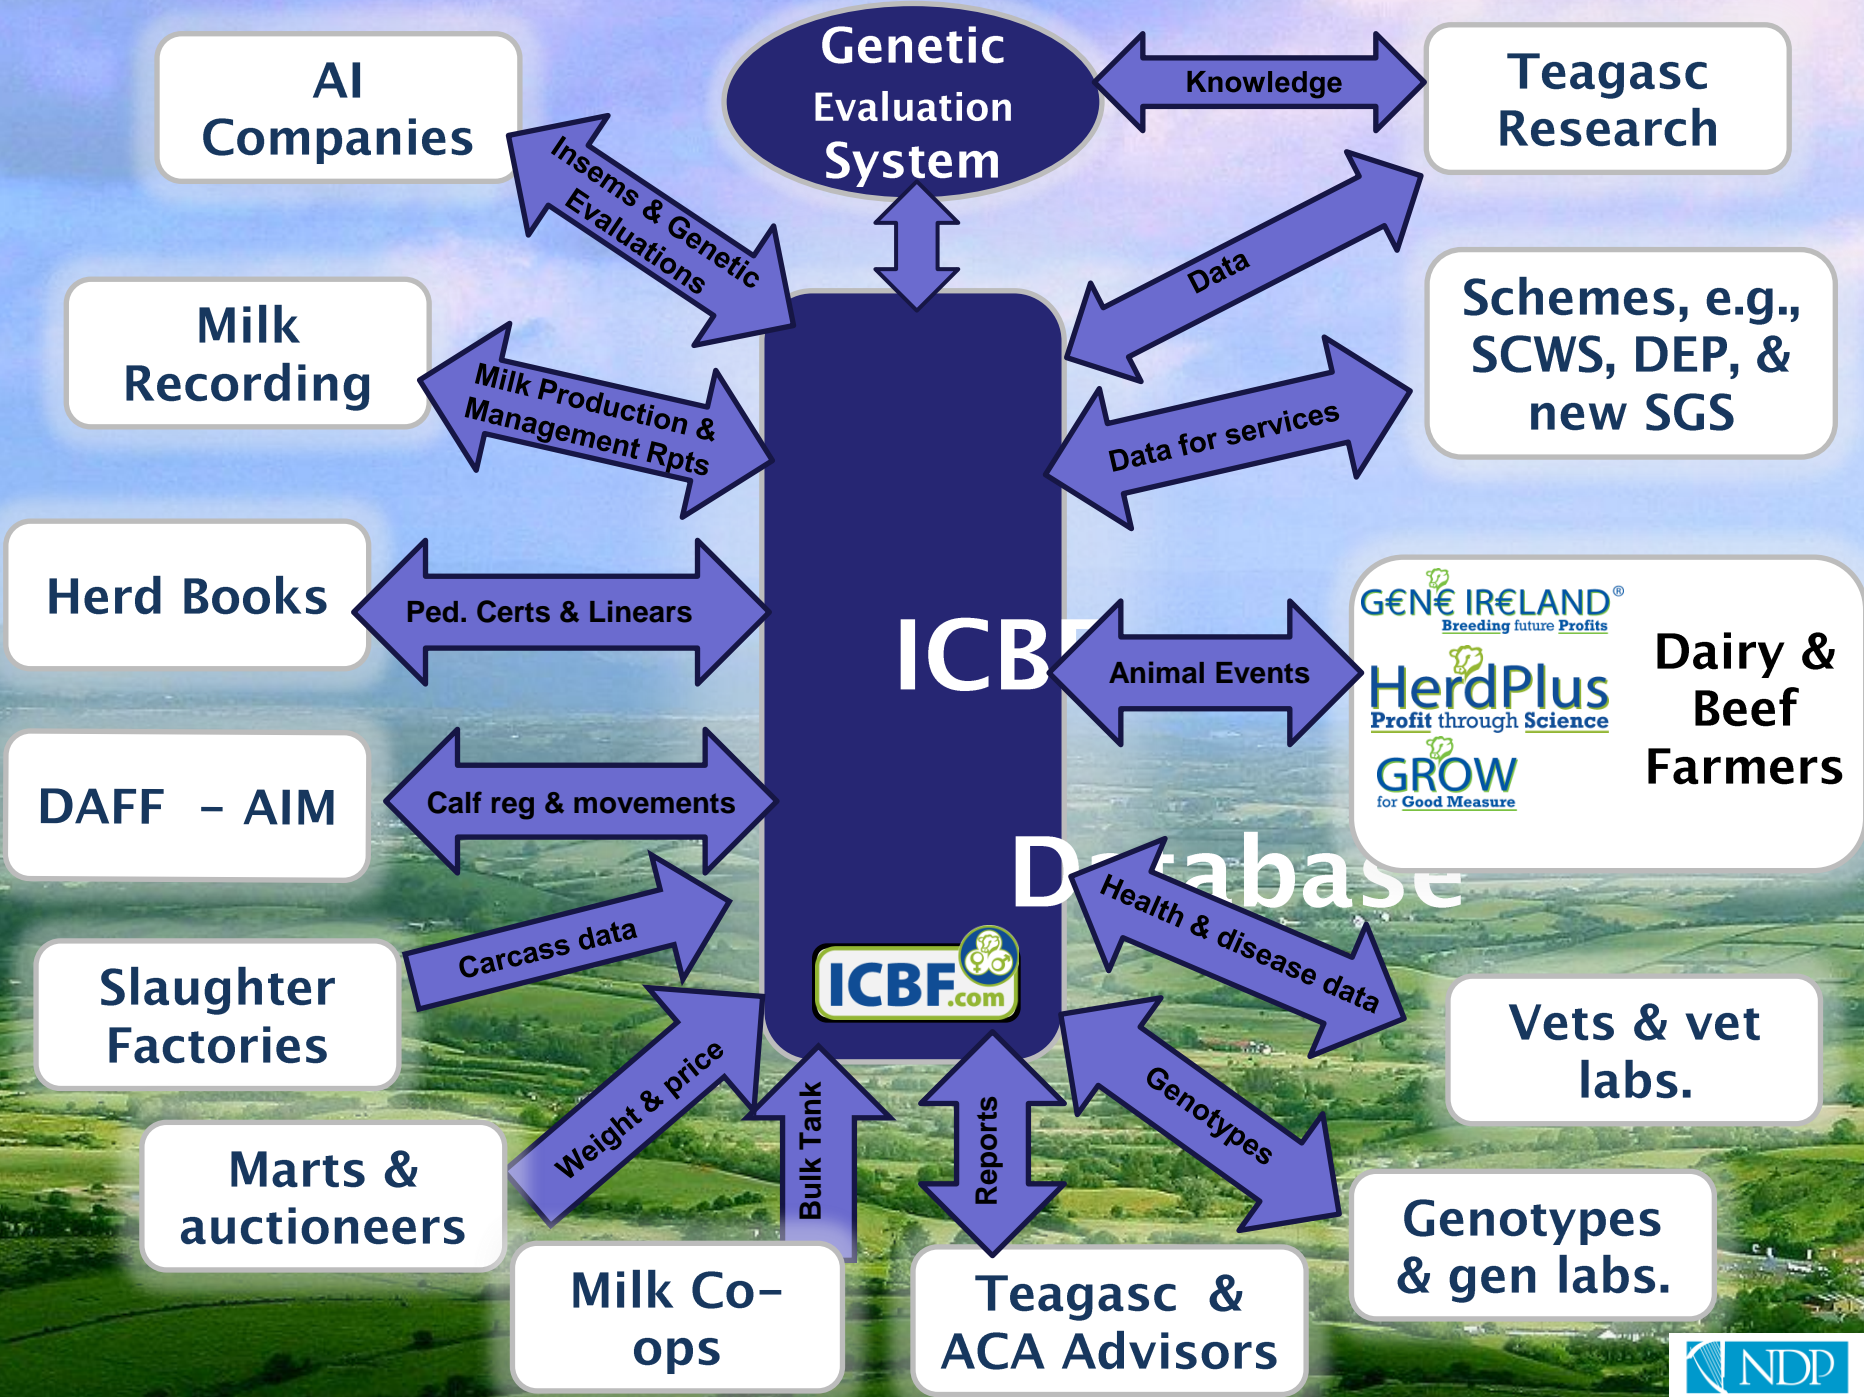 Genetic
Evaluation
System
Knowledge
Teagasc
Research
AI
Companies
Insems & Genetic
Evaluations
Data
Schemes, e.g.,
SCWS, DEP, &
new SGS
Milk
Recording
Milk Production &
Management Rpts
Data for services
Herd Books
Ped. Certs & Linears
ICBF
Animal Events
GENE IRELAND®
Breeding future Profits
HerdPlus
Profit through Science
GROW
for Good Measure
Dairy &
Beef
Farmers
DAFF – AIM
Calf reg & movements
Database
Carcass data
Health & disease data
Slaughter
Factories
ICBF.com
Vets & vet
labs.
Weight & price
Bulk Tank
Reports
Genotypes
Marts &
auctioneers
Genotypes
& gen labs.
Milk Co-
ops
Teagasc &
ACA Advisors
NDP